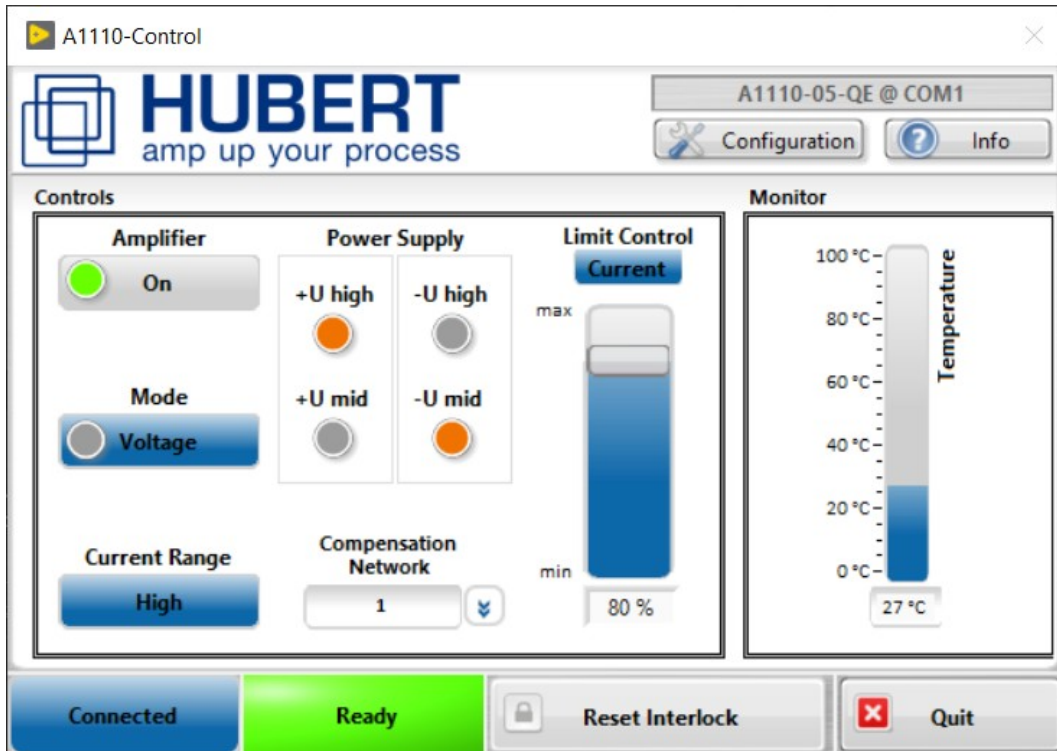 A1110-Control
HUBERT
amp up your process
A1110-05-QE @ COM1
Configuration
Info
Controls
Amplifier
On
Mode
Voltage
Current Range
High
Power Supply
+U high
-U high
+U mid
-U mid
Compensation
Network
1
Limit Control
Current
max
min
80 %
Monitor
100 °C
80 °C
60 °C
40 °C
20 °C
0 °C
Temperature
27 °C
Connected
Ready
Reset Interlock
Quit